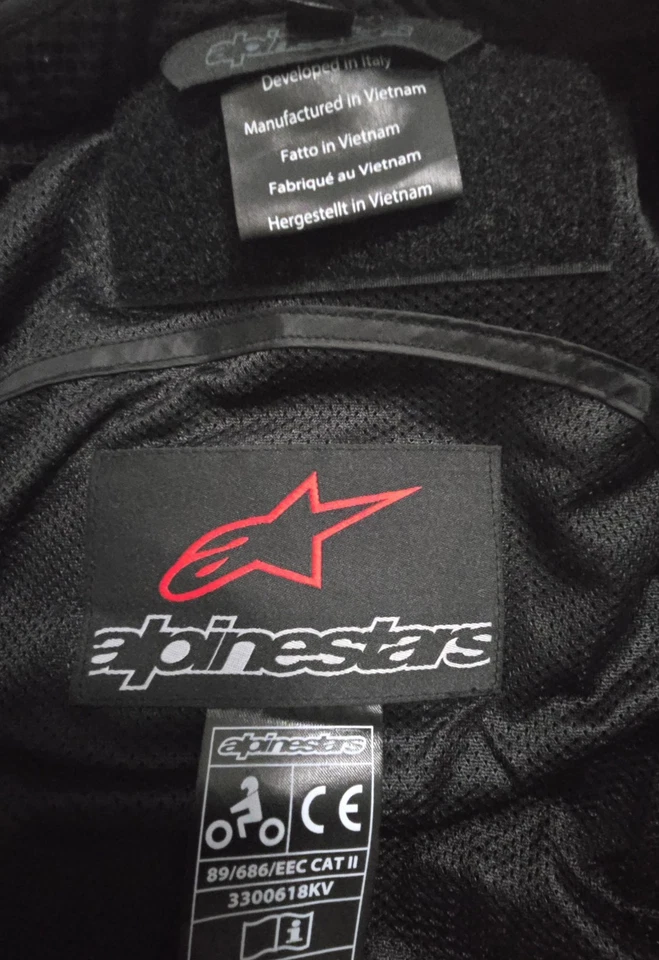 alpinestars
Developed in Italy
Manufactured in Vietnam
Fatto in Vietnam
Fabriqué au Vietnam
Hergestellt in Vietnam
alpinestars
alpinestars
CE
89/686/EEC CAT II
3300618KV
i